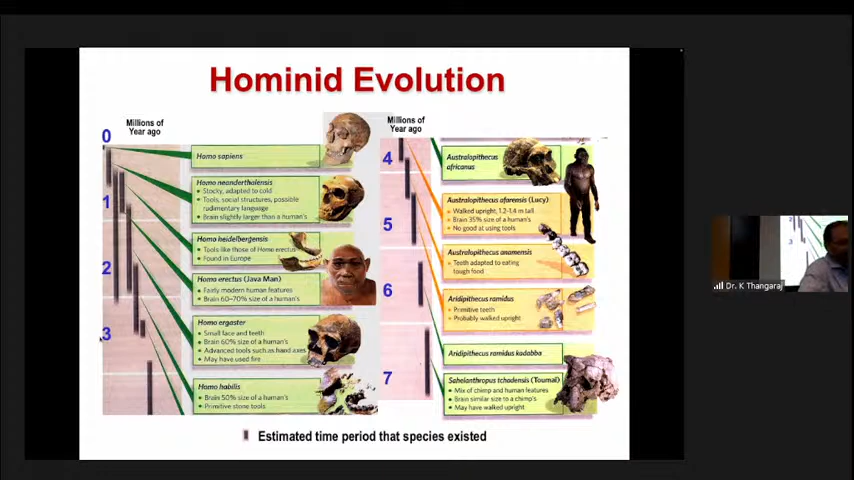 Hominid Evolution
Millions of
Year ago
0
1
2
3
Homo sapiens
Homo neanderthalensis
Stocky, adapted to cold
Tools, social structures, possible
rudimentary language
Brain slightly larger than a human's
Homo heidelbergensis
Tools like those of Homo erectus
Found in Europe
Homo erectus (Java Man)
Fairly modern human features
Brain 60–70% size of a human's
Homo ergaster
Small face and teeth
Brain 60% size of a human's
Advanced tools such as hand axes
May have used fire
Homo habilis
Brain 50% size of a human's
Primitive stone tools
Millions of
Year ago
4
5
6
7
Australopithecus
africanus
Australopithecus afarensis (Lucy)
Walked upright, 1.2-1.4 m tall
Brain 35% size of a human's
No good at using tools
Australopithecus anamensis
Teeth adapted to eating
tough food
Aridipithecus ramidus
Primitive teeth
Probably walked upright
Aridipithecus ramidus kadabba
Sahelanthropus tchadensis (Toumai)
Mix of chimp and human features
Brain similar size to a chimp's
May have walked upright
Estimated time period that species existed
Dr. K Thangaraj